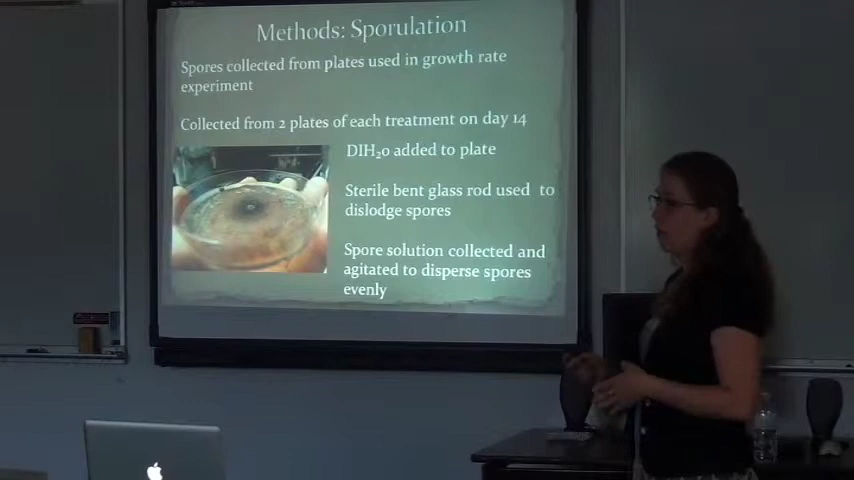 Methods: Sporulation
Spores collected from plates used in growth rate
experiment
Collected from 2 plates of each treatment on day 14
DIH₂0 added to plate
Sterile bent glass rod used to
dislodge spores
Spore solution collected and
agitated to disperse spores
evenly